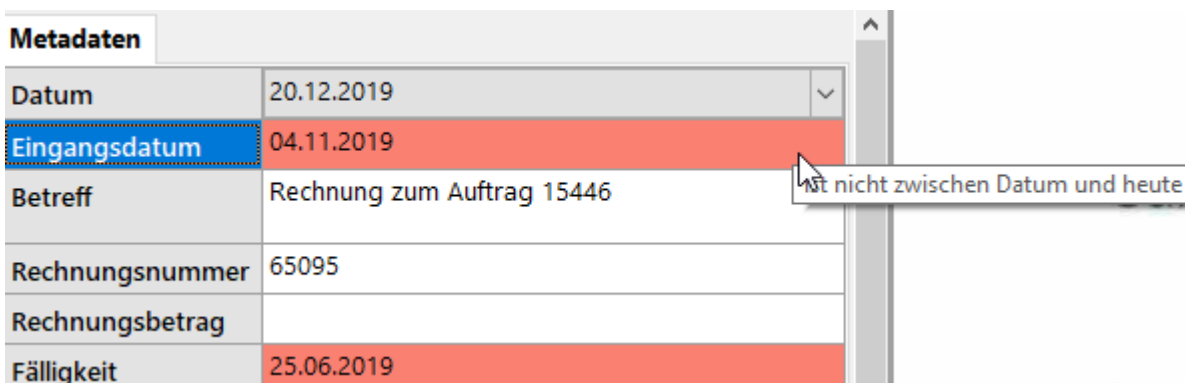 Metadaten
Datum 20.12.2019
Eingangsdatum 04.11.2019
nicht zwischen Datum und heute
Betreff Rechnung zum Auftrag 15446
Rechnungsnummer 65095
Rechnungsbetrag
Fälligkeit 25.06.2019